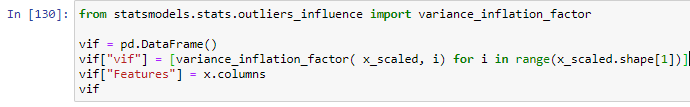 In [130]: from statsmodels.stats.outliers_influence import variance_inflation_factor
vif = pd.DataFrame()
vif["vif"] = [variance_inflation_factor( x_scaled, i) for i in range(x_scaled.shape[1])]
vif["Features"] = x.columns
vif